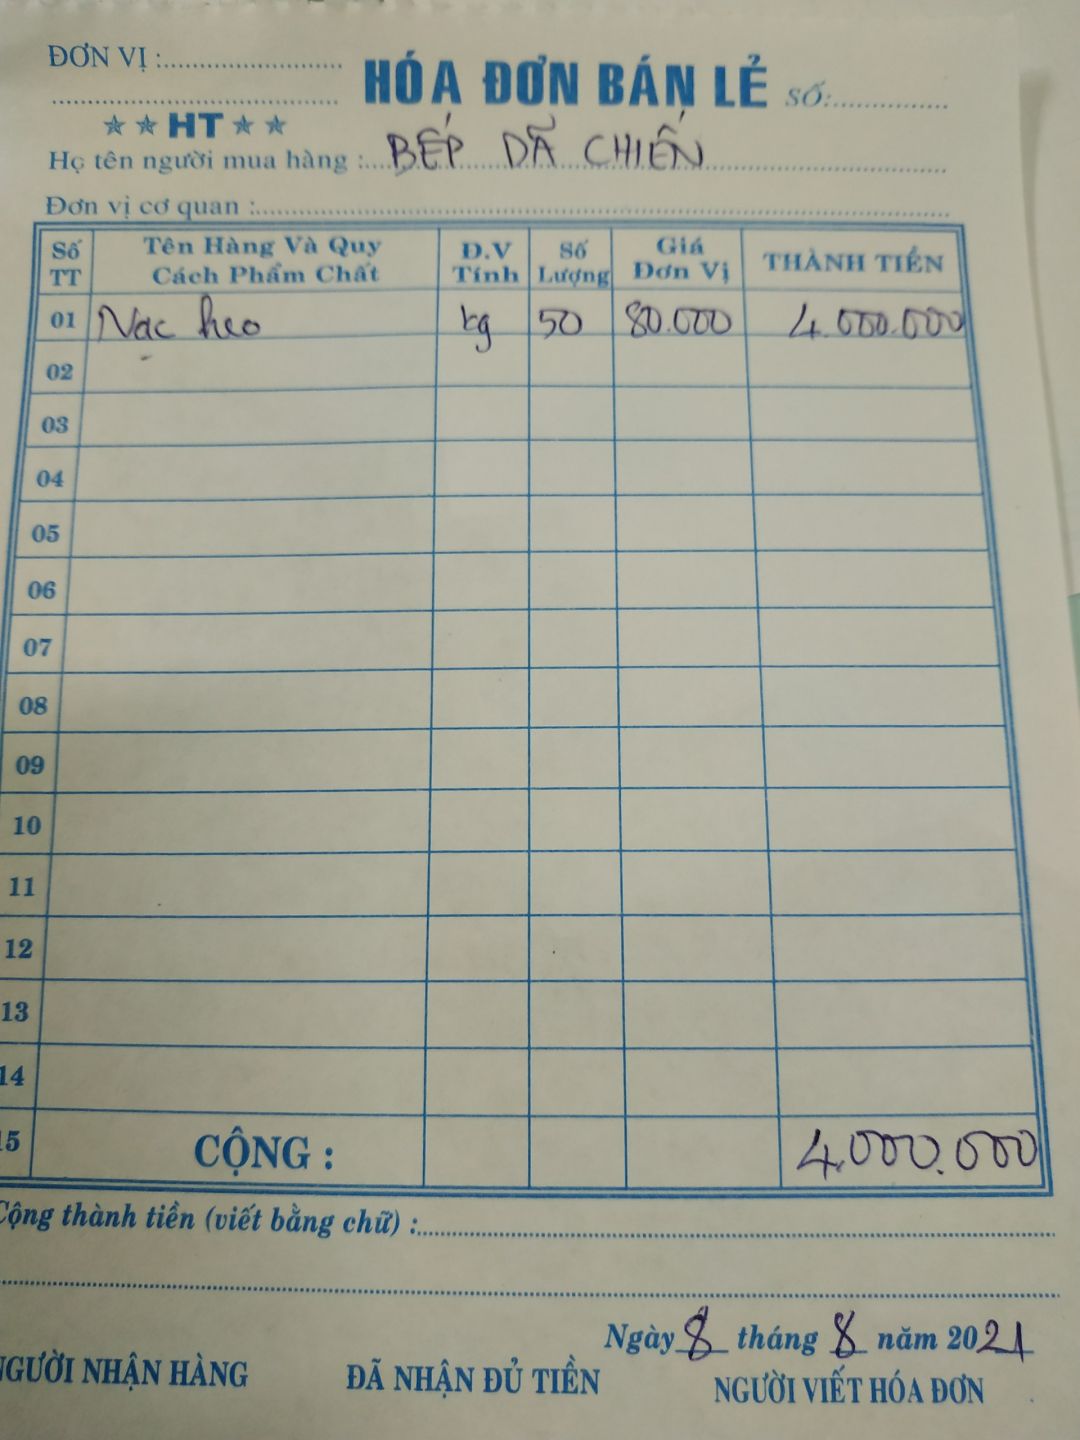 ĐƠN VỊ :
HÓA ĐƠN BÁN LẺ SỐ:
★ ★ HT ★ ★
Họ tên người mua hàng : BẾP DÃ CHIẾN
Đơn vị cơ quan :
Số TT Tên Hàng Và Quy Cách Phẩm Chất Đ.V Tính Số Lượng Giá Đơn Vị THÀNH TIỀN
01 Nạc heo kg 50 80.000 4.000.000
02
03
04
05
06
07
08
09
10
11
12
13
14
15 CỘNG : 4.000.000
Cộng thành tiền (viết bằng chữ) :
Ngày 8 tháng 8 năm 2021
NGƯỜI NHẬN HÀNG ĐÃ NHẬN ĐỦ TIỀN NGƯỜI VIẾT HÓA ĐƠN